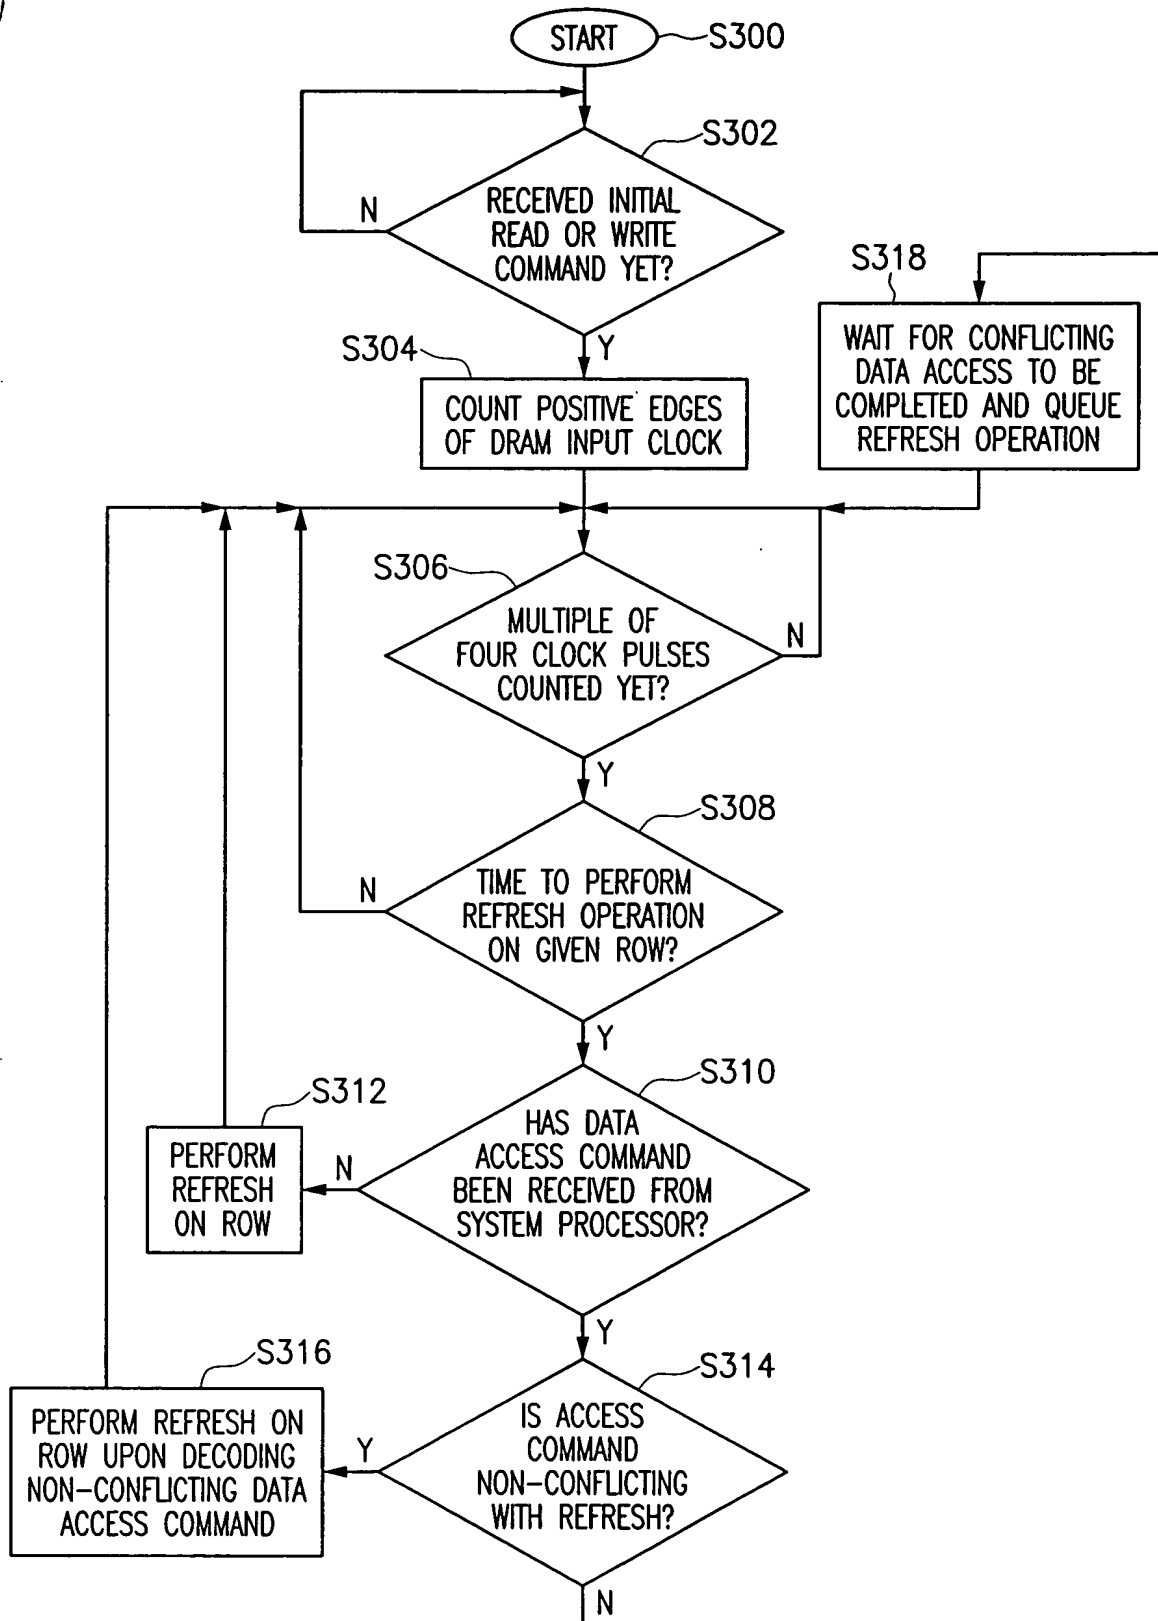 START
S300
S302
RECEIVED INITIAL
READ OR WRITE
COMMAND YET?
N
Y
S318
WAIT FOR CONFLICTING
DATA ACCESS TO BE
COMPLETED AND QUEUE
REFRESH OPERATION
S304
COUNT POSITIVE EDGES
OF DRAM INPUT CLOCK
S306
MULTIPLE OF
FOUR CLOCK PULSES
COUNTED YET?
N
Y
S308
TIME TO PERFORM
REFRESH OPERATION
ON GIVEN ROW?
N
Y
S310
HAS DATA
ACCESS COMMAND
BEEN RECEIVED FROM
SYSTEM PROCESSOR?
N
Y
S312
PERFORM
REFRESH
ON ROW
S314
IS ACCESS
COMMAND
NON-CONFLICTING
WITH REFRESH?
Y
N
S316
PERFORM REFRESH ON
ROW UPON DECODING
NON-CONFLICTING DATA
ACCESS COMMAND